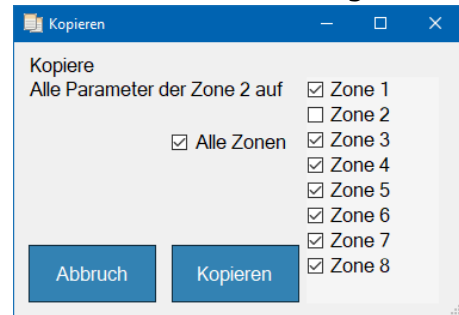 Kopieren
Kopiere
Alle Parameter der Zone 2 auf
Alle Zonen
Zone 1
Zone 2
Zone 3
Zone 4
Zone 5
Zone 6
Zone 7
Zone 8
Abbruch
Kopieren